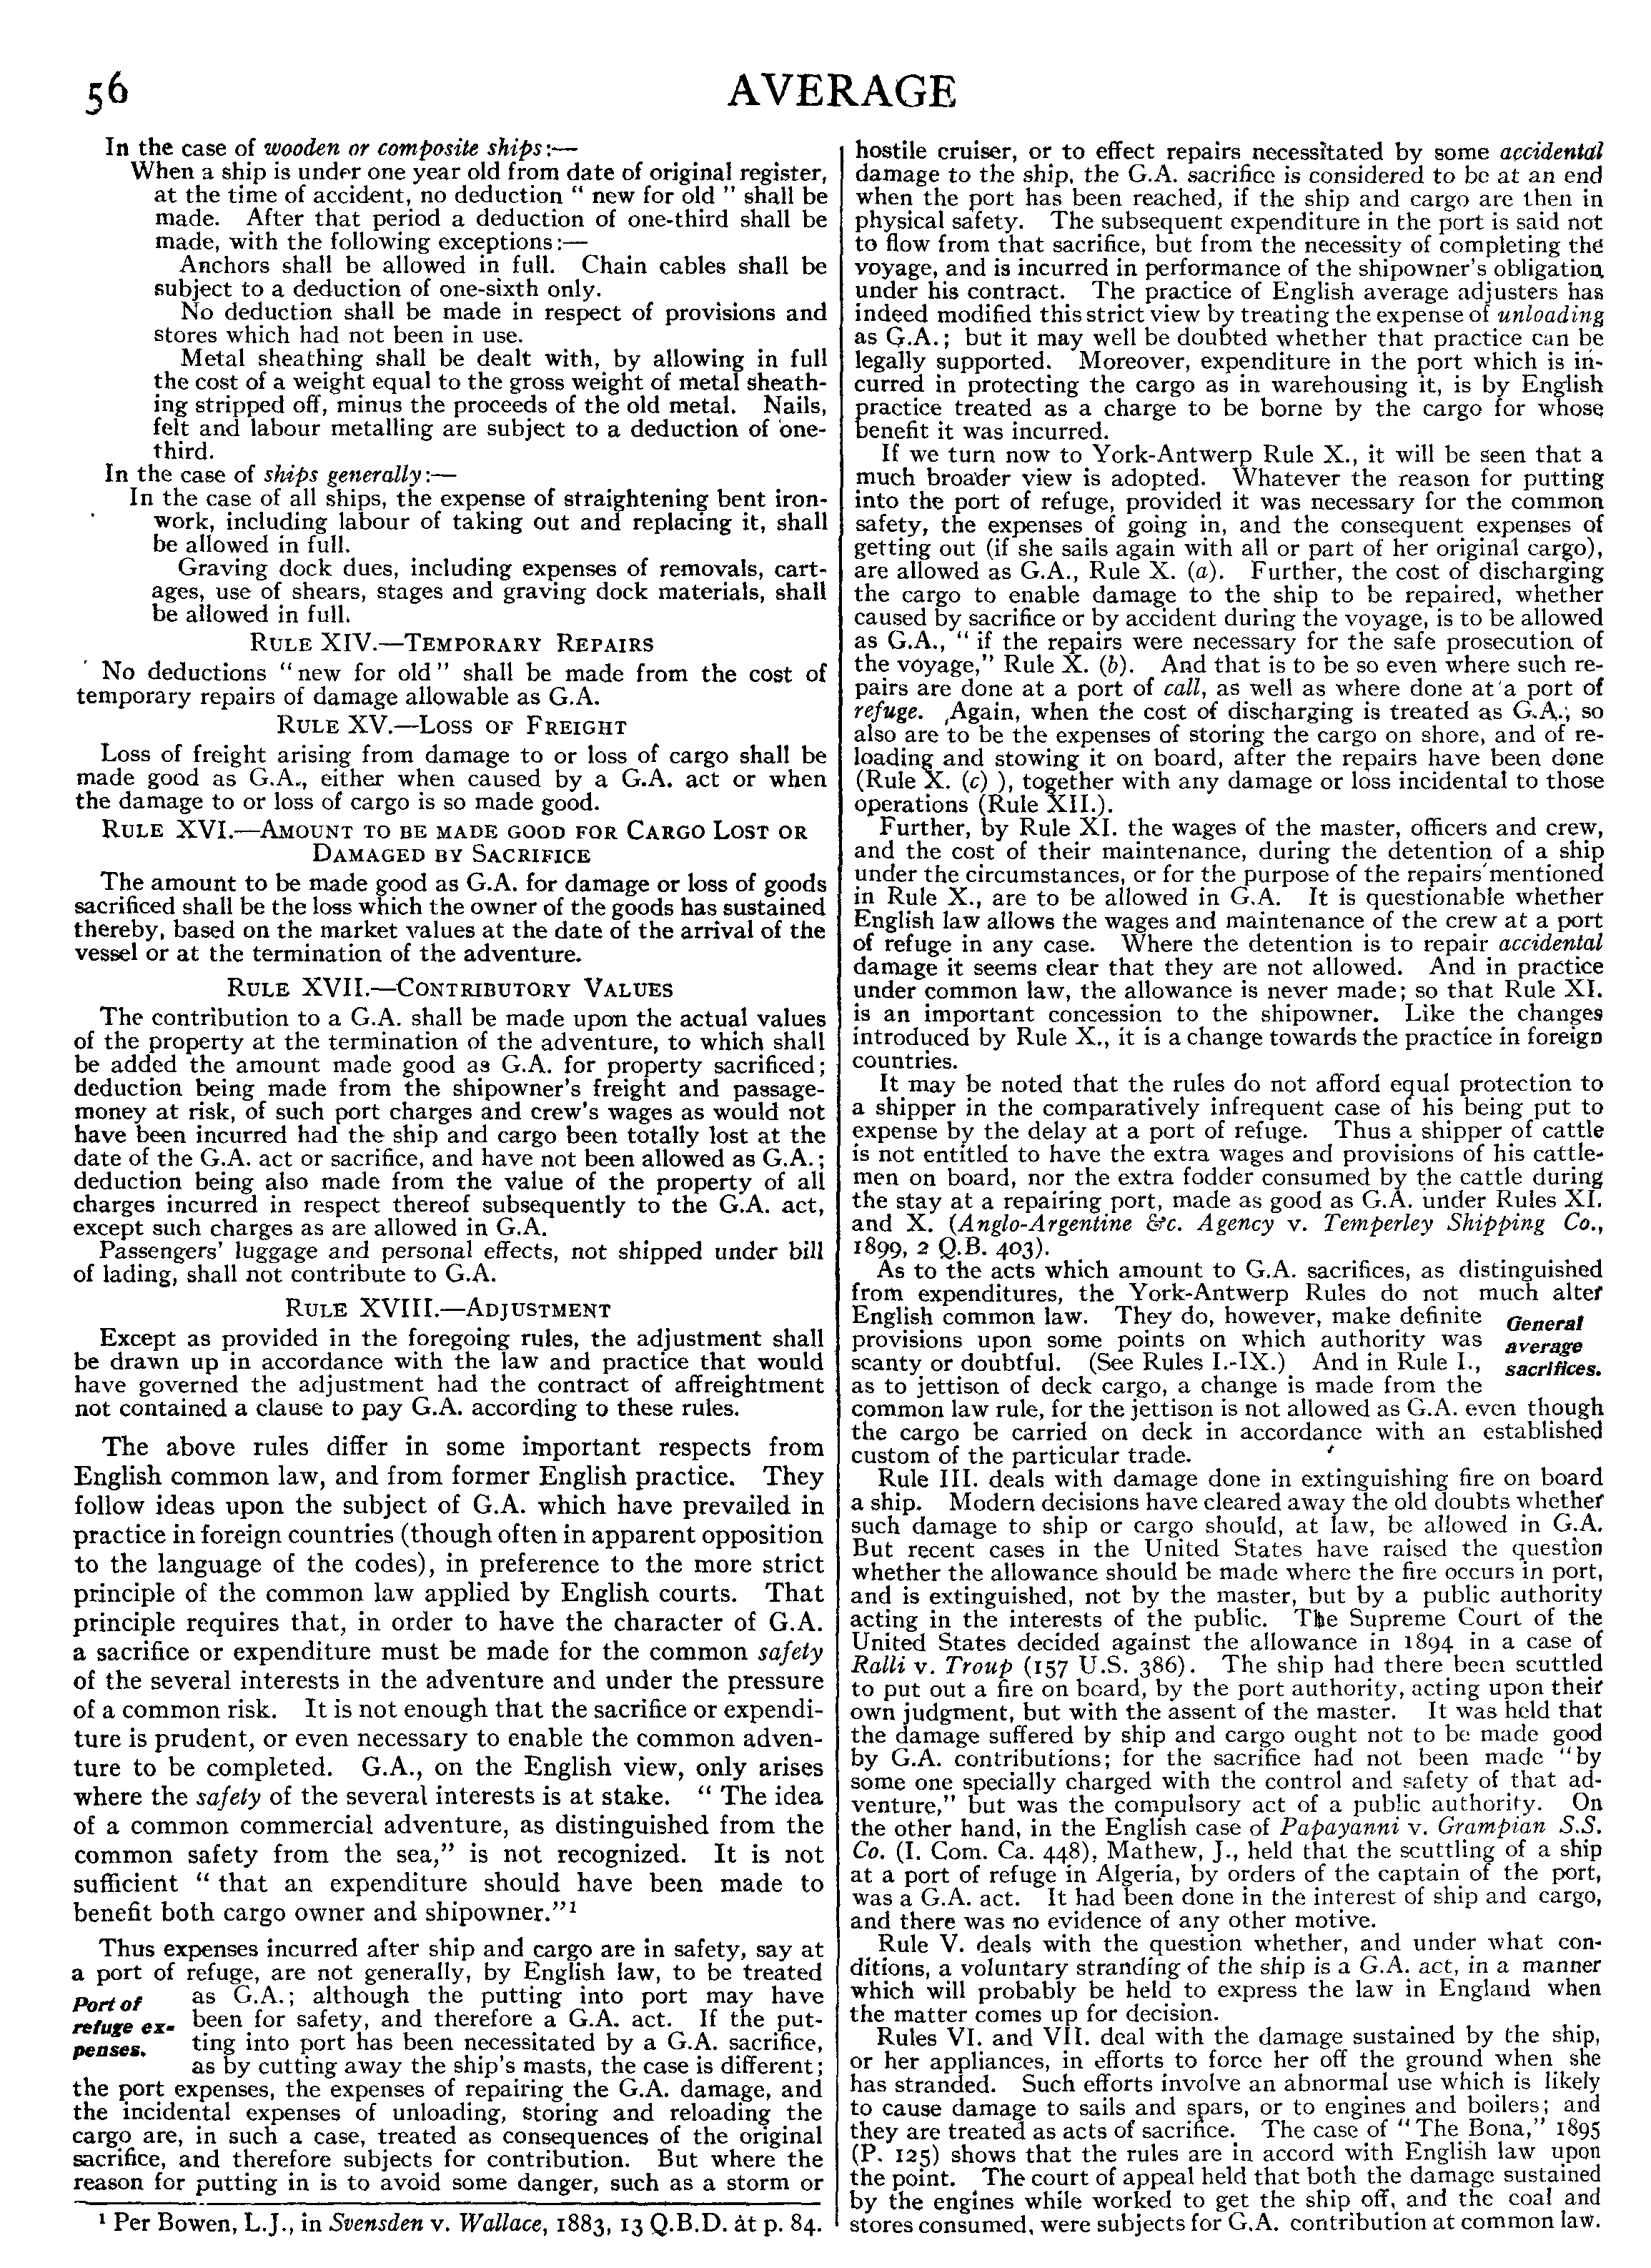 56
AVERAGE
In the case of wooden or composite ships:—
When a ship is under one year old from date of original register,
at the time of accident, no deduction " new for old " shall be
made. After that period a deduction of one-third shall be
made, with the following exceptions:—
Anchors shall be allowed in full. Chain cables shall be
subject to a deduction of one-sixth only.
No deduction shall be made in respect of provisions and
stores which had not been in use.
Metal sheathing shall be dealt with, by allowing in full
the cost of a weight equal to the gross weight of metal sheath-
ing stripped off, minus the proceeds of the old metal. Nails,
felt and labour metalling are subject to a deduction of one-
third.
In the case of ships generally:—
In the case of all ships, the expense of straightening bent iron-
work, including labour of taking out and replacing it, shall
be allowed in full.
Graving dock dues, including expenses of removals, cart-
ages, use of shears, stages and graving dock materials, shall
be allowed in full.
RULE XIV.—TEMPORARY REPAIRS
No deductions "new for old" shall be made from the cost of
temporary repairs of damage allowable as G.A.
RULE XV.—LOSS OF FREIGHT
Loss of freight arising from damage to or loss of cargo shall be
made good as G.A., either when caused by a G.A. act or when
the damage to or loss of cargo is so made good.
RULE XVI.—AMOUNT TO BE MADE GOOD FOR CARGO LOST OR
DAMAGED BY SACRIFICE
The amount to be made good as G.A. for damage or loss of goods
sacrificed shall be the loss which the owner of the goods has sustained
thereby, based on the market values at the date of the arrival of the
vessel or at the termination of the adventure.
RULE XVII.—CONTRIBUTORY VALUES
The contribution to a G.A. shall be made upon the actual values
of the property at the termination of the adventure, to which shall
be added the amount made good as G.A. for property sacrificed;
deduction being made from the shipowner's freight and passage-
money at risk, of such port charges and crew's wages as would not
have been incurred had the ship and cargo been totally lost at the
date of the G.A. act or sacrifice, and have not been allowed as G.A.;
deduction being also made from the value of the property of all
charges incurred in respect thereof subsequently to the G.A. act,
except such charges as are allowed in G.A.
Passengers' luggage and personal effects, not shipped under bill
of lading, shall not contribute to G.A.
RULE XVIII.—ADJUSTMENT
Except as provided in the foregoing rules, the adjustment shall
be drawn up in accordance with the law and practice that would
have governed the adjustment had the contract of affreightment
not contained a clause to pay G.A. according to these rules.
The above rules differ in some important respects from
English common law, and from former English practice. They
follow ideas upon the subject of G.A. which have prevailed in
practice in foreign countries (though often in apparent opposition
to the language of the codes), in preference to the more strict
principle of the common law applied by English courts. That
principle requires that, in order to have the character of G.A.
a sacrifice or expenditure must be made for the common safety
of the several interests in the adventure and under the pressure
of a common risk. It is not enough that the sacrifice or expendi-
ture is prudent, or even necessary to enable the common adven-
ture to be completed. G.A., on the English view, only arises
where the safety of the several interests is at stake. " The idea
of a common commercial adventure, as distinguished from the
common safety from the sea," is not recognized. It is not
sufficient " that an expenditure should have been made to
benefit both cargo owner and shipowner."¹
Thus expenses incurred after ship and cargo are in safety, say at
a port of refuge, are not generally, by English law, to be treated
Port of
refuge ex-
penses.
as G.A.; although the putting into port may have
been for safety, and therefore a G.A. act. If the put-
ting into port has been necessitated by a G.A. sacrifice,
as by cutting away the ship's masts, the case is different;
the port expenses, the expenses of repairing the G.A. damage, and
the incidental expenses of unloading, storing and reloading the
cargo are, in such a case, treated as consequences of the original
sacrifice, and therefore subjects for contribution. But where the
reason for putting in is to avoid some danger, such as a storm or
¹ Per Bowen, L.J., in Svensden v. Wallace, 1883, 13 Q.B.D. at p. 84.
hostile cruiser, or to effect repairs necessitated by some accidental
damage to the ship, the G.A. sacrifice is considered to be at an end
when the port has been reached, if the ship and cargo are then in
physical safety. The subsequent expenditure in the port is said not
to flow from that sacrifice, but from the necessity of completing the
voyage, and is incurred in performance of the shipowner's obligation
under his contract. The practice of English average adjusters has
indeed modified this strict view by treating the expense of unloading
as G.A.; but it may well be doubted whether that practice can be
legally supported. Moreover, expenditure in the port which is in-
curred in protecting the cargo as in warehousing it, is by English
practice treated as a charge to be borne by the cargo for whose
benefit it was incurred.
If we turn now to York-Antwerp Rule X., it will be seen that a
much broader view is adopted. Whatever the reason for putting
into the port of refuge, provided it was necessary for the common
safety, the expenses of going in, and the consequent expenses of
getting out (if she sails again with all or part of her original cargo),
are allowed as G.A., Rule X. (a). Further, the cost of discharging
the cargo to enable damage to the ship to be repaired, whether
caused by sacrifice or by accident during the voyage, is to be allowed
as G.A., " if the repairs were necessary for the safe prosecution of
the voyage," Rule X. (b). And that is to be so even where such re-
pairs are done at a port of call, as well as where done at a port of
refuge. Again, when the cost of discharging is treated as G.A., so
also are to be the expenses of storing the cargo on shore, and of re-
loading and stowing it on board, after the repairs have been done
(Rule X. (c) ), together with any damage or loss incidental to those
operations (Rule XII.).
Further, by Rule XI. the wages of the master, officers and crew,
and the cost of their maintenance, during the detention of a ship
under the circumstances, or for the purpose of the repairs mentioned
in Rule X., are to be allowed in G.A. It is questionable whether
English law allows the wages and maintenance of the crew at a port
of refuge in any case. Where the detention is to repair accidental
damage it seems clear that they are not allowed. And in practice
under common law, the allowance is never made; so that Rule XI.
is an important concession to the shipowner. Like the changes
introduced by Rule X., it is a change towards the practice in foreign
countries.
It may be noted that the rules do not afford equal protection to
a shipper in the comparatively infrequent case of his being put to
expense by the delay at a port of refuge. Thus a shipper of cattle
is not entitled to have the extra wages and provisions of his cattle-
men on board, nor the extra fodder consumed by the cattle during
the stay at a repairing port, made as good as G.A. under Rules XI.
and X. (Anglo-Argentine &c. Agency v. Temperley Shipping Co.,
1899, 2 Q.B. 403).
As to the acts which amount to G.A. sacrifices, as distinguished
from expenditures, the York-Antwerp Rules do not much alter
English common law. They do, however, make definite
provisions upon some points on which authority was
scanty or doubtful. (See Rules I.-IX.) And in Rule I.,
as to jettison of deck cargo, a change is made from the
General
average
sacrifices.
common law rule, for the jettison is not allowed as G.A. even though
the cargo be carried on deck in accordance with an established
custom of the particular trade.
Rule III. deals with damage done in extinguishing fire on board
a ship. Modern decisions have cleared away the old doubts whether
such damage to ship or cargo should, at law, be allowed in G.A.
But recent cases in the United States have raised the question
whether the allowance should be made where the fire occurs in port,
and is extinguished, not by the master, but by a public authority
acting in the interests of the public. The Supreme Court of the
United States decided against the allowance in 1894 in a case of
Ralli v. Troup (157 U.S. 386). The ship had there been scuttled
to put out a fire on board, by the port authority, acting upon their
own judgment, but with the assent of the master. It was held that
the damage suffered by ship and cargo ought not to be made good
by G.A. contributions; for the sacrifice had not been made "by
some one specially charged with the control and safety of that ad-
venture," but was the compulsory act of a public authority. On
the other hand, in the English case of Papayanni v. Grampian S.S.
Co. (I. Com. Ca. 448), Mathew, J., held that the scuttling of a ship
at a port of refuge in Algeria, by orders of the captain of the port,
was a G.A. act. It had been done in the interest of ship and cargo,
and there was no evidence of any other motive.
Rule V. deals with the question whether, and under what con-
ditions, a voluntary stranding of the ship is a G.A. act, in a manner
which will probably be held to express the law in England when
the matter comes up for decision.
Rules VI. and VII. deal with the damage sustained by the ship,
or her appliances, in efforts to force her off the ground when she
has stranded. Such efforts involve an abnormal use which is likely
to cause damage to sails and spars, or to engines and boilers; and
they are treated as acts of sacrifice. The case of "The Bona," 1895
(P. 125) shows that the rules are in accord with English law upon
the point. The court of appeal held that both the damage sustained
by the engines while worked to get the ship off, and the coal and
stores consumed, were subjects for G.A. contribution at common law.